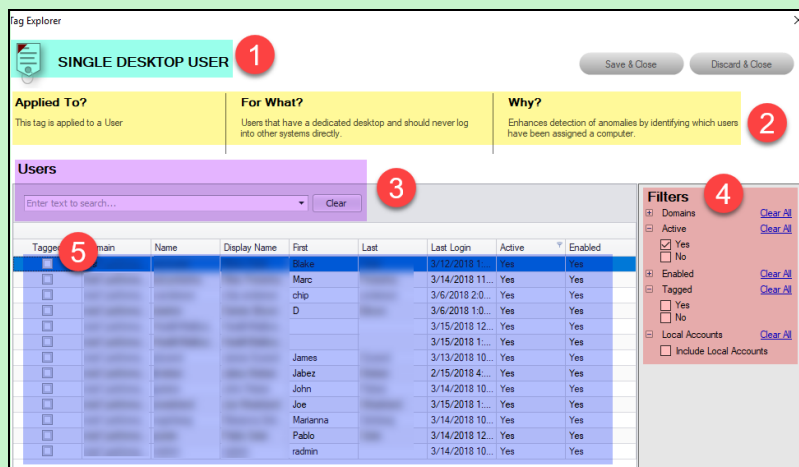 Tag Explorer
SINGLE DESKTOP USER
1
Save & Close
Discard & Close
Applied To?
For What?
Why?
This tag is applied to a User
Users that have a dedicated desktop and should never log
into other systems directly.
Enhances detection of anomalies by identifying which users
have been assigned a computer.
2
Users
3
Enter text to search...
Clear
Filters
4
Domains Clear All
Active Clear All
Yes
No
Enabled Clear All
Tagged Clear All
Yes
No
Local Accounts Clear All
Include Local Accounts
5
Tagged Name Display Name First Last Last Login Active Enabled
Blake 3/12/2018 1:... Yes Yes
Marc 3/14/2018 11... Yes Yes
chip 3/6/2018 2:0... Yes Yes
D 3/6/2018 1:0... Yes Yes
3/15/2018 12... Yes Yes
3/15/2018 1:... Yes Yes
James 3/13/2018 10... Yes Yes
Jabez 2/15/2018 4:... Yes Yes
John 3/14/2018 10... Yes Yes
Joe 3/15/2018 1:... Yes Yes
Marianna 3/14/2018 10... Yes Yes
Pablo 3/14/2018 12... Yes Yes
radmin 3/14/2018 10... Yes Yes